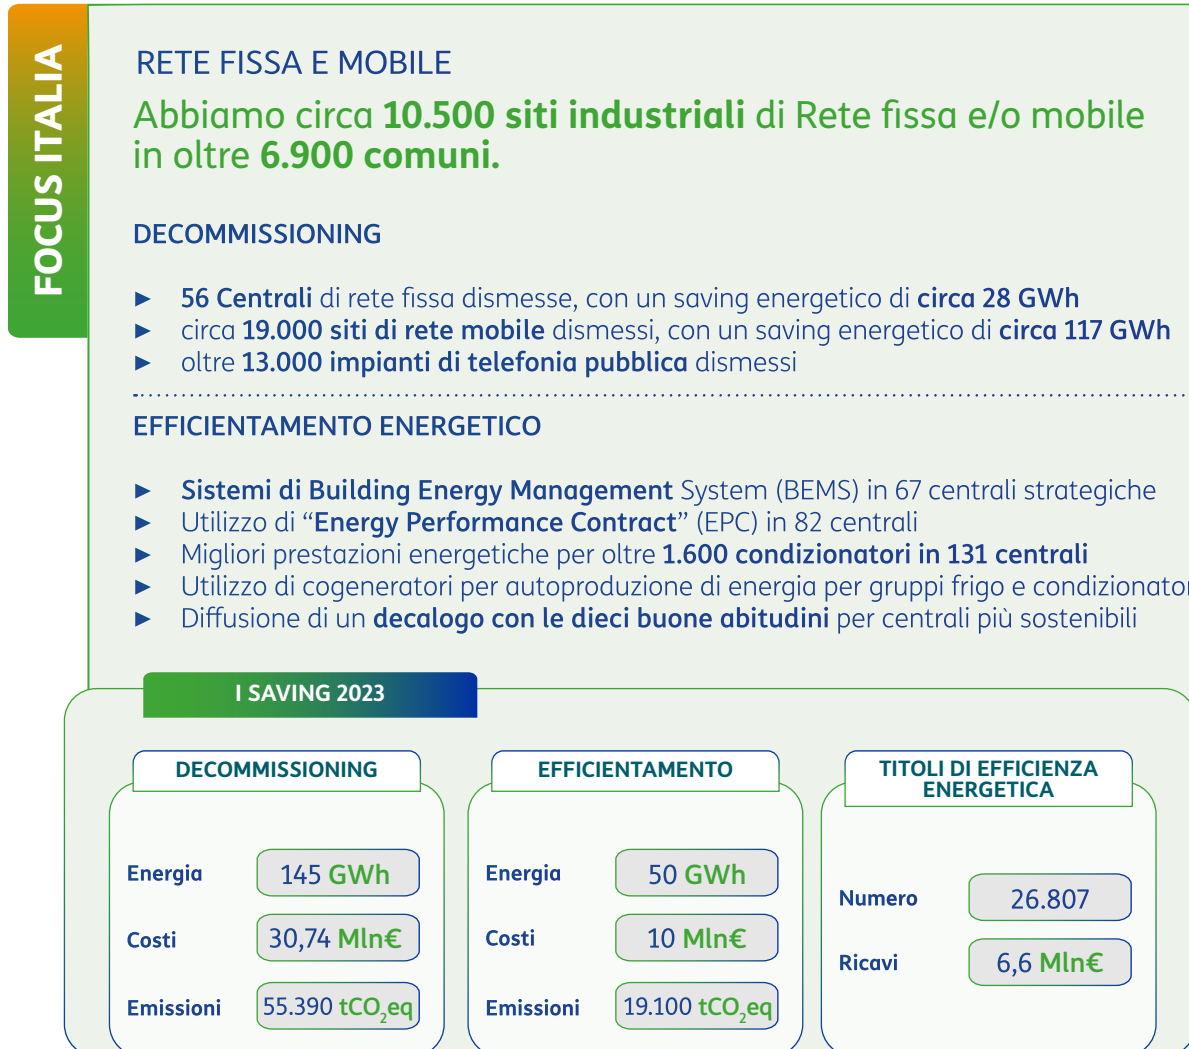 FOCUS ITALIA
RETE FISSA E MOBILE
Abbiamo circa 10.500 siti industriali di Rete fissa e/o mobile
in oltre 6.900 comuni.
DECOMMISSIONING
► 56 Centrali di rete fissa dismesse, con un saving energetico di circa 28 GWh
► circa 19.000 siti di rete mobile dismessi, con un saving energetico di circa 117 GWh
► oltre 13.000 impianti di telefonia pubblica dismessi
EFFICIENTAMENTO ENERGETICO
► Sistemi di Building Energy Management System (BEMS) in 67 centrali strategiche
► Utilizzo di “Energy Performance Contract” (EPC) in 82 centrali
► Migliori prestazioni energetiche per oltre 1.600 condizionatori in 131 centrali
► Utilizzo di cogeneratori per autoproduzione di energia per gruppi frigo e
► Diffusione di un decalogo con le dieci buone abitudini per centrali più sostenibili
I SAVING 2023
DECOMMISSIONING
Energia 145 GWh
Costi 30,74 Mln€
Emissioni 55.390 tCO₂eq
EFFICIENTAMENTO
Energia 50 GWh
Costi 10 Mln€
Emissioni 19.100 tCO₂eq
TITOLI DI EFFICIENZA
ENERGETICA
Numero 26.807
Ricavi 6,6 Mln€